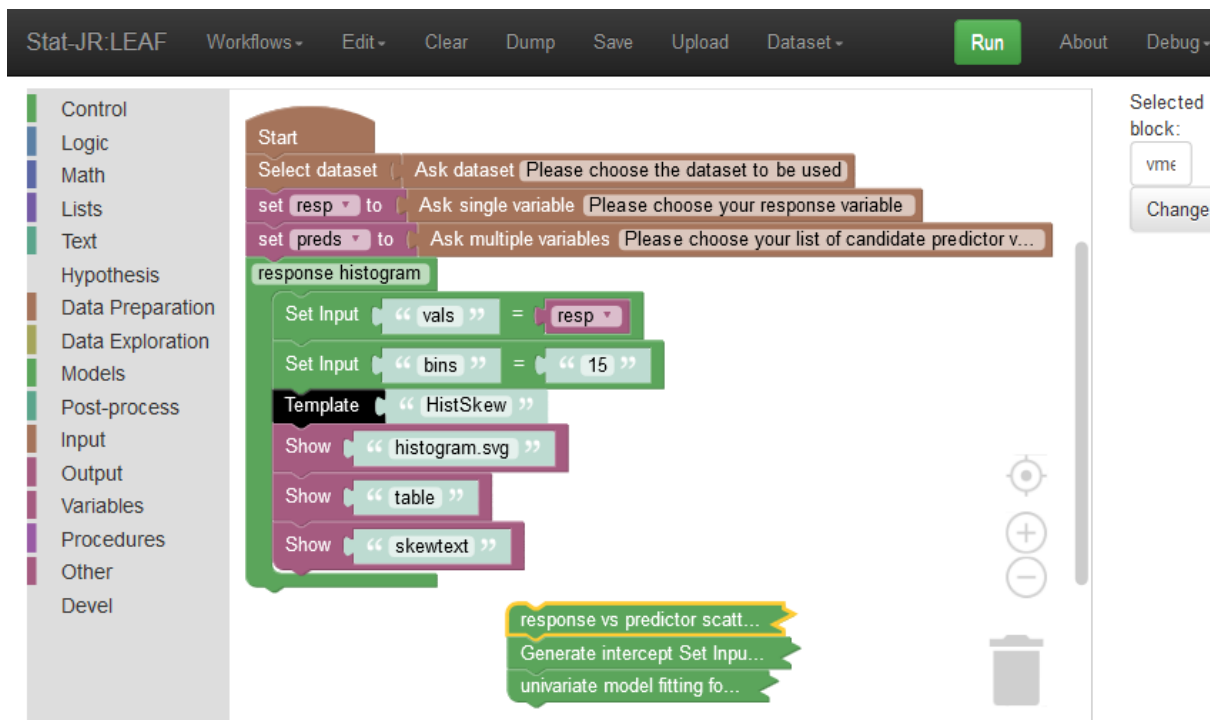 Stat-JR:LEAF Workflows Edit Clear Dump Save Upload Dataset Run About Debug
Control
Logic
Math
Lists
Text
Hypothesis
Data Preparation
Data Exploration
Models
Post-process
Input
Output
Variables
Procedures
Other
Devel
Start
Select dataset Ask dataset Please choose the dataset to be used
set resp to Ask single variable Please choose your response variable
set preds to Ask multiple variables Please choose your list of candidate predictor v...
response histogram
Set Input “ vals ” = resp
Set Input “ bins ” = “ 15 ”
Template “ HistSkew ”
Show “ histogram.svg ”
Show “ table ”
Show “ skewtext ”
response vs predictor scatt...
Generate intercept Set Inpu...
univariate model fitting fo...
Selected
block:
vme
Change